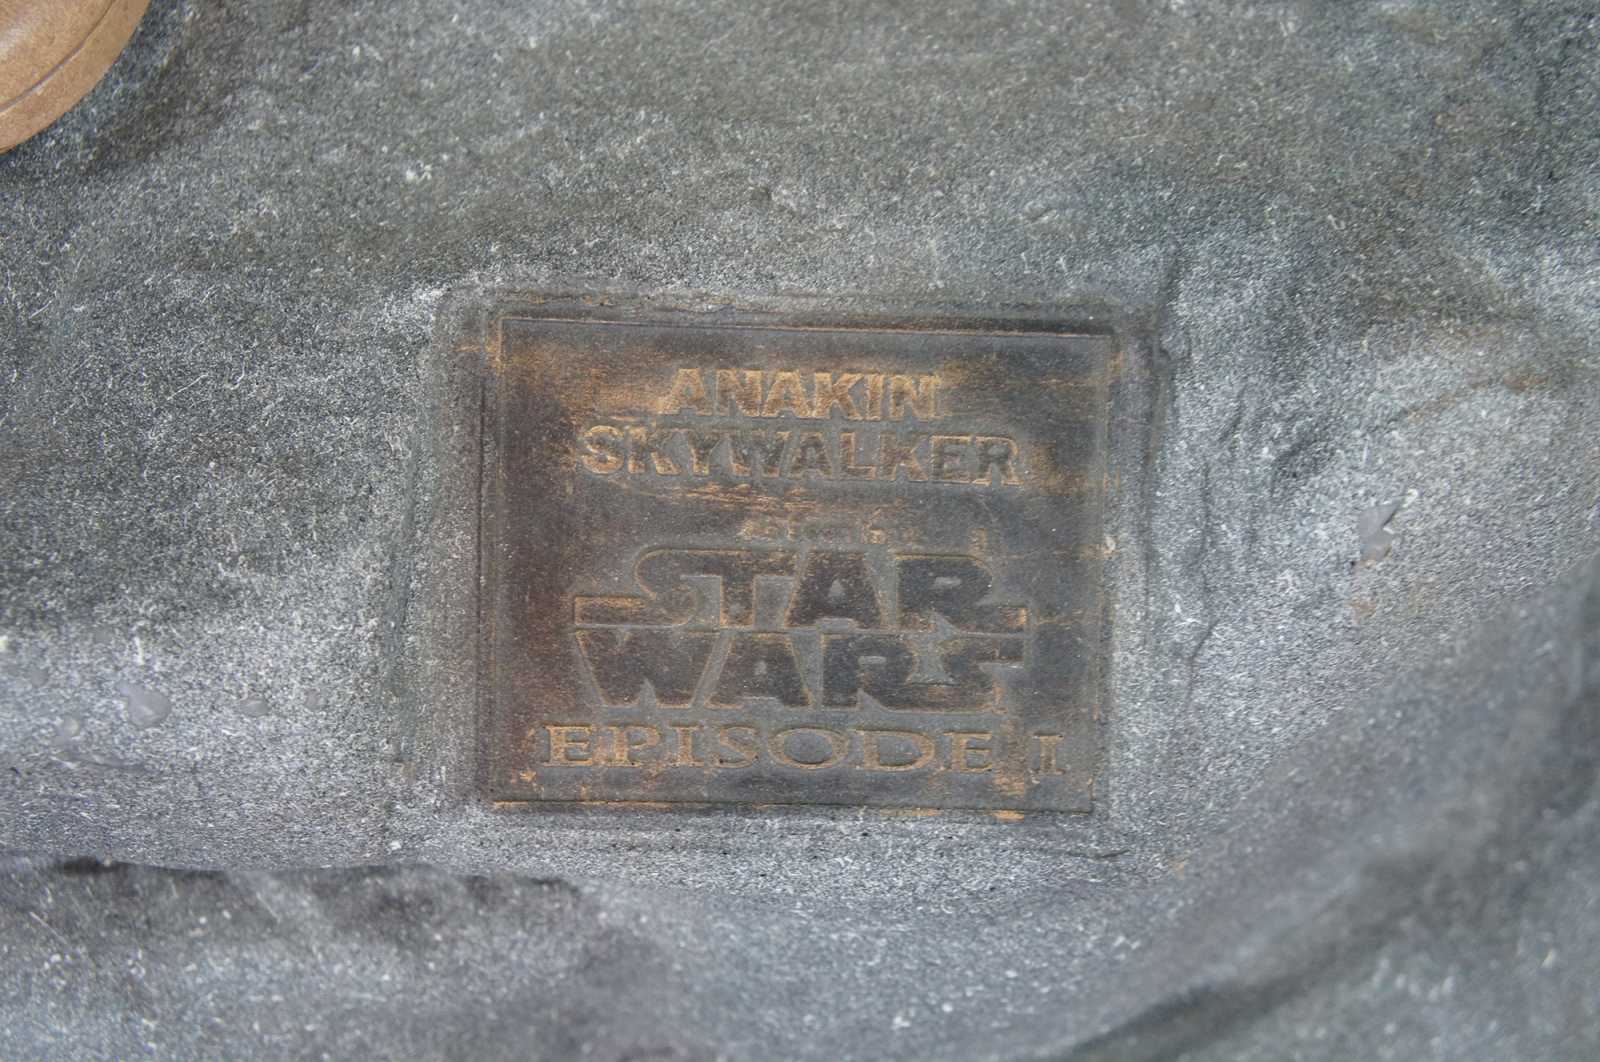 ANAKIN
SKYWALKER
STAR
WARS
EPISODE I